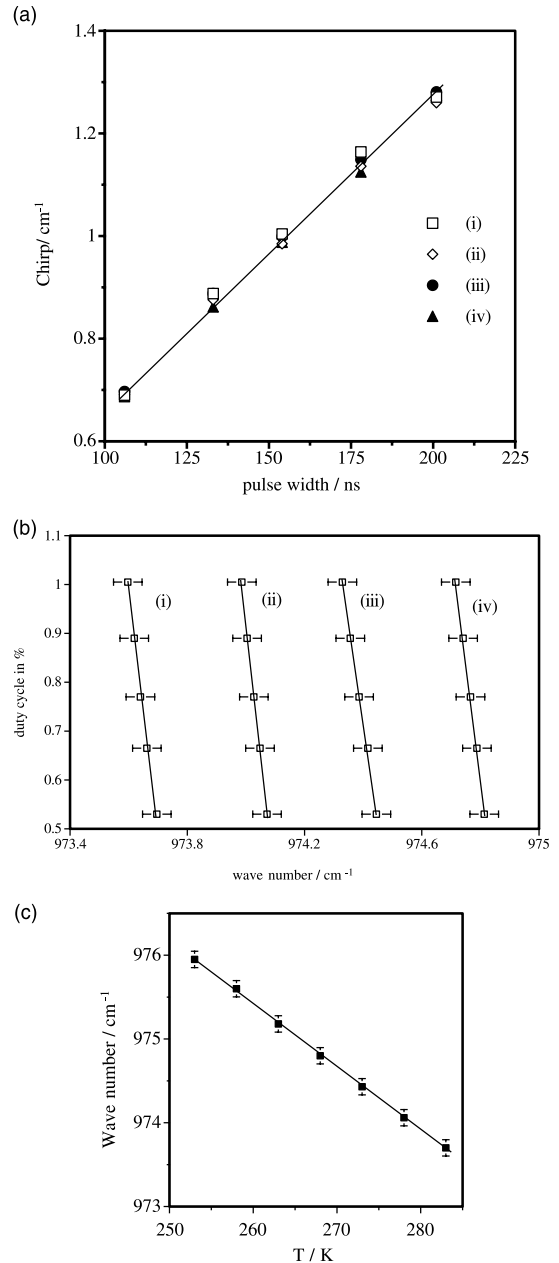 (a)
1.4
1.2
1
0.8
0.6
Chirp/ cm-1
(i)
(ii)
(iii)
(iv)
100 125 150 175 200 225
pulse width / ns
(b)
1.1
1
0.9
0.8
0.7
0.6
0.5
duty cycle in %
(i) (ii) (iii) (iv)
973.4 973.8 974.2 974.6 975
wave number / cm-1
(c)
976
975
974
973
Wave number / cm-1
250 260 270 280
T / K